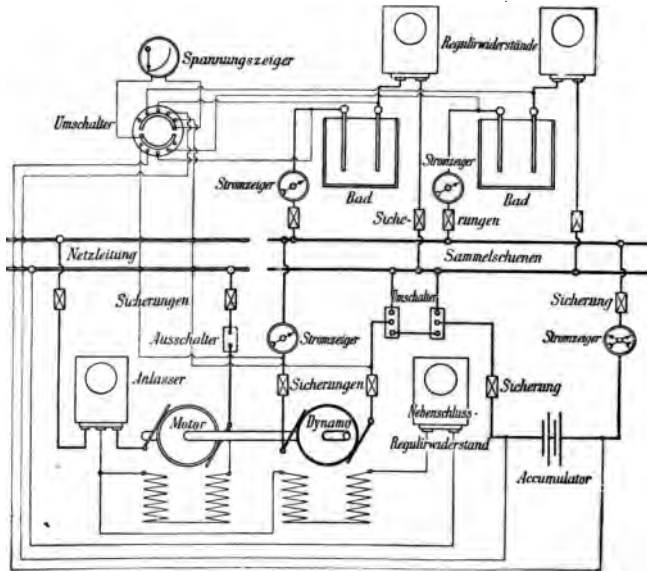 Regulirwiderstände
Spannungszeiger
Umschalter
Stromzeiger
Bad
Stromzeiger
Bad
Siche-
rungen
Netzleitung
Sammelschienen
Sicherungen
Umschalter
Sicherung
Ausschalter
Stromzeiger
Stromzeiger
Anlasser
Sicherungen
Sicherung
Nebenschluss-
Motor
Dynamo
Regulirwiderstand
Accumulator